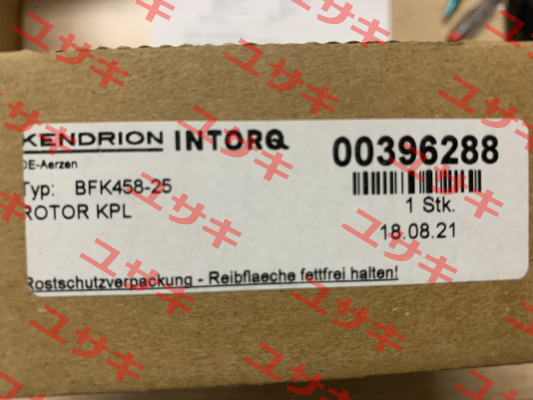 KENDRION INTORQ
DE-Aerzen
Typ: BFK458-25
ROTOR KPL
00396288
1 Stk.
18.08.21
Rostschutzverpackung - Reibflaeche fettfrei halten!
ユサキ